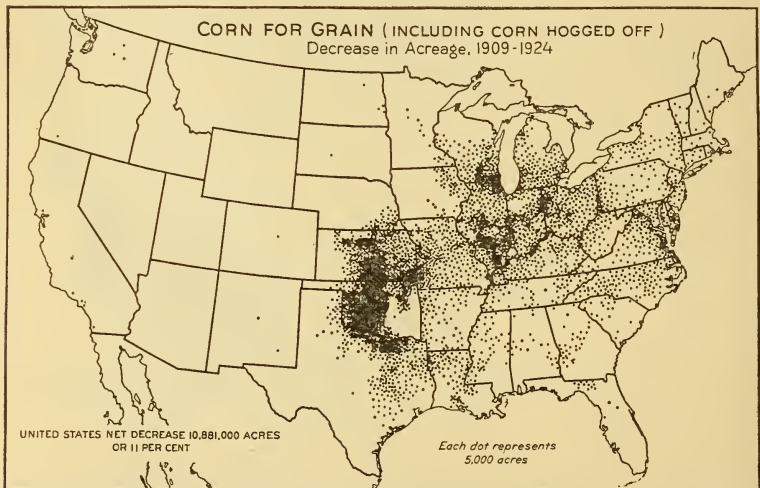 CORN FOR GRAIN (INCLUDING CORN HOGGED OFF)
Decrease in Acreage, 1909-1924
UNITED STATES NET DECREASE 10,881,000 ACRES
OR 11 PER CENT
Each dot represents
5,000 acres